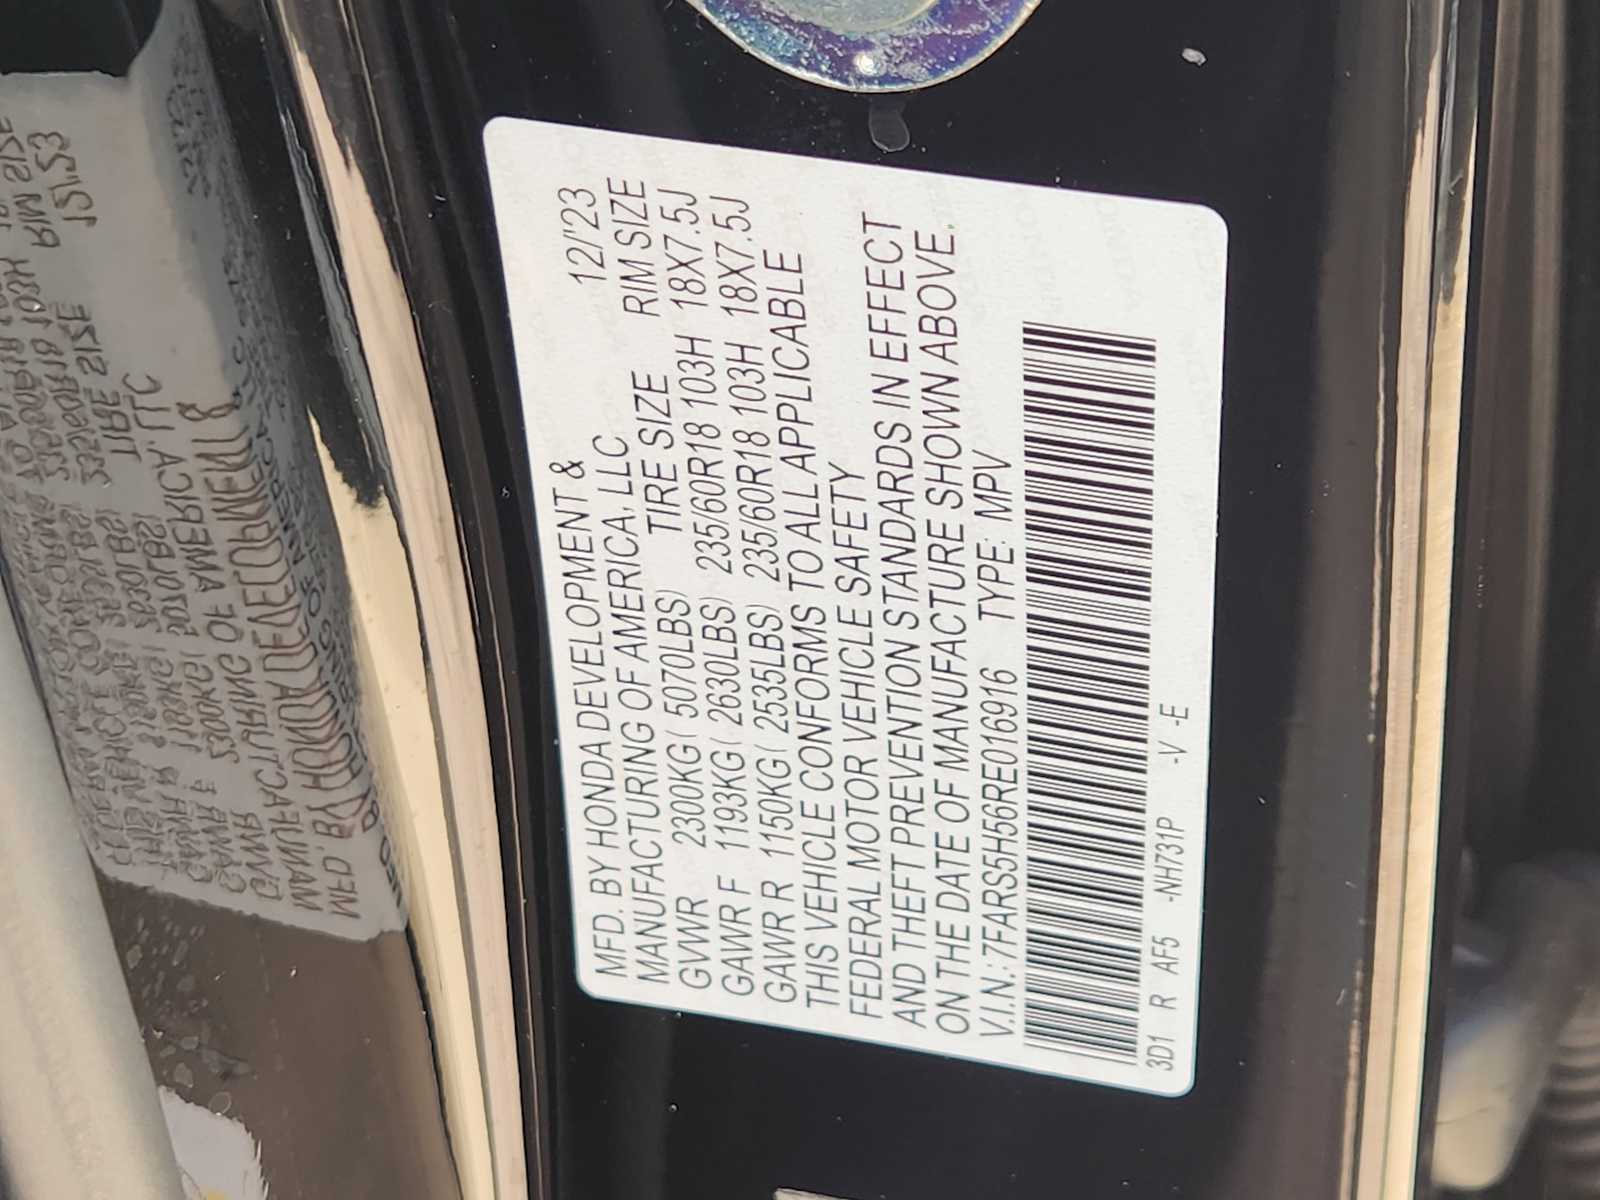 MFD. BY HONDA DEVELOPMENT & 12/'23
MANUFACTURING OF AMERICA, LLC
TIRE SIZE RIM SIZE
GVWR 2300KG( 5070LBS) 235/60R18 103H 18X7.5J
GAWR F 1193KG( 2630LBS) 235/60R18 103H 18X7.5J
GAWR R 1150KG( 2535LBS)
THIS VEHICLE CONFORMS TO ALL APPLICABLE
FEDERAL MOTOR VEHICLE SAFETY
AND THEFT PREVENTION STANDARDS IN EFFECT
ON THE DATE OF MANUFACTURE SHOWN ABOVE.
V.I.N.: 7FARS5H56RE016916 TYPE: MPV
3D1 R AF5 -NH731P -V -E